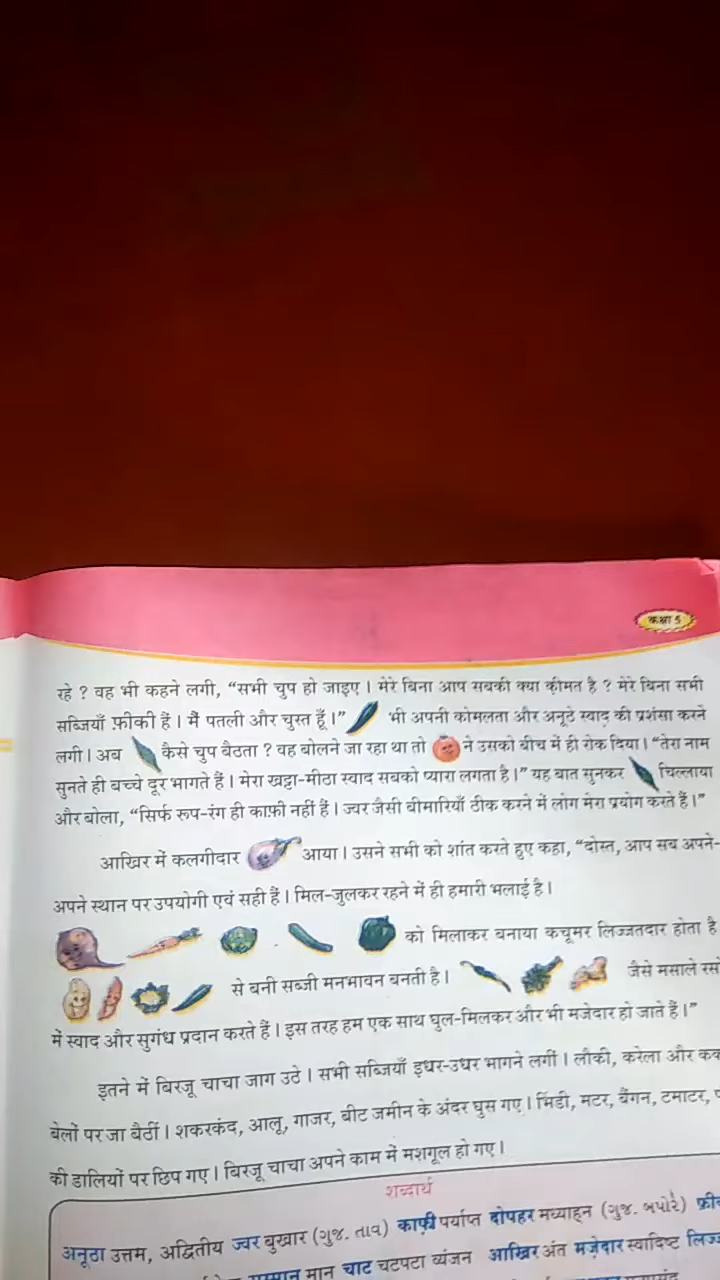 कक्षा 5
रहे ? वह भी कहने लगी, “सभी चुप हो जाइए । मेरे बिना आप सबकी क्या क़ीमत है ? मेरे बिना सभी
सब्जियाँ फ़ीकी हैं । मैं पतली और चुस्त हूँ ।” भी अपनी कोमलता और अनूठे स्वाद की प्रशंसा करने
लगी । अब कैसे चुप बैठता ? वह बोलने जा रहा था तो ने उसको बीच में ही रोक दिया । “तेरा नाम
सुनते ही बच्चे दूर भागते हैं । मेरा खट्टा-मीठा स्वाद सबको प्यारा लगता है ।” यह बात सुनकर चिल्लाया
और बोला, “सिर्फ रूप-रंग ही काफ़ी नहीं हैं । ज्वर जैसी बीमारियाँ ठीक करने में लोग मेरा प्रयोग करते हैं ।”
आखिर में कलगीदार आया । उसने सभी को शांत करते हुए कहा, “दोस्त, आप सब अपने-
अपने स्थान पर उपयोगी एवं सही हैं । मिल-जुलकर रहने में ही हमारी भलाई है ।
को मिलाकर बनाया कचूमर लिज्जतदार होता है
से बनी सब्जी मनभावन बनती है । जैसे मसाले
में स्वाद और सुगंध प्रदान करते हैं । इस तरह हम एक साथ घुल-मिलकर और भी मजेदार हो जाते हैं ।”
इतने में बिरजू चाचा जाग उठे । सभी सब्जियाँ इधर-उधर भागने लगीं । लौकी, करेला और
बेलों पर जा बैठीं । शकरकंद, आलू, गाजर, बीट जमीन के अंदर घुस गए । भिंडी, मटर, बैंगन, टमाटर,
की डालियों पर छिप गए । बिरजू चाचा अपने काम में मशगूल हो गए ।
शब्दार्थ
अनूठा उत्तम, अद्वितीय ज्वर बुखार (गुज. તાવ) काफ़ी पर्याप्त दोपहर मध्याह्न (गुज. બપોરે)
मान चाट चटपटा व्यंजन आखिर अंत मज़ेदार स्वादिष्ट